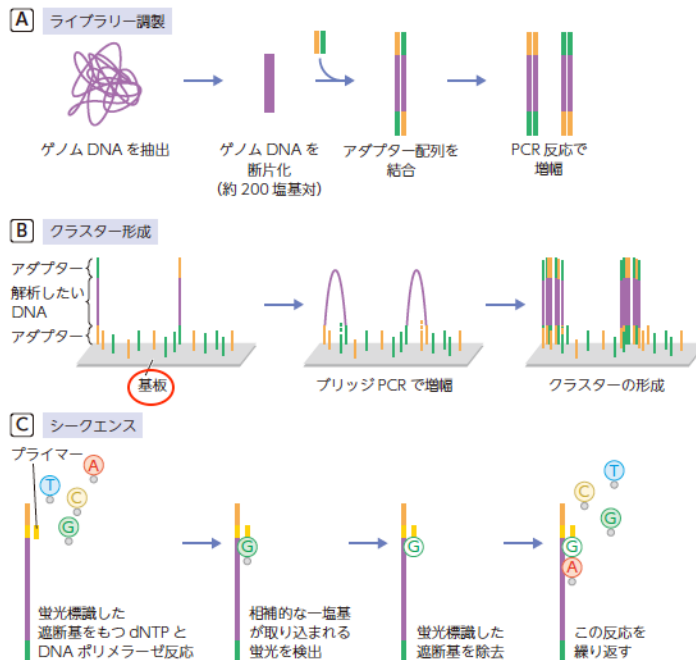 A ライブラリー調製
ゲノム DNA を抽出
ゲノム DNA を
断片化
(約 200 塩基対)
アダプター配列を
結合
PCR 反応で
増幅
B クラスター形成
アダプター
解析したい
DNA
アダプター
基板
ブリッジ PCR で増幅
クラスターの形成
C シークエンス
プライマー
T
A
C
G
蛍光標識した
遮断基をもつ dNTP と
DNA ポリメラーゼ反応
G
相補的な一塩基
が取り込まれる
蛍光を検出
G
蛍光標識した
遮断基を除去
T
C
G
G
A
この反応を
繰り返す